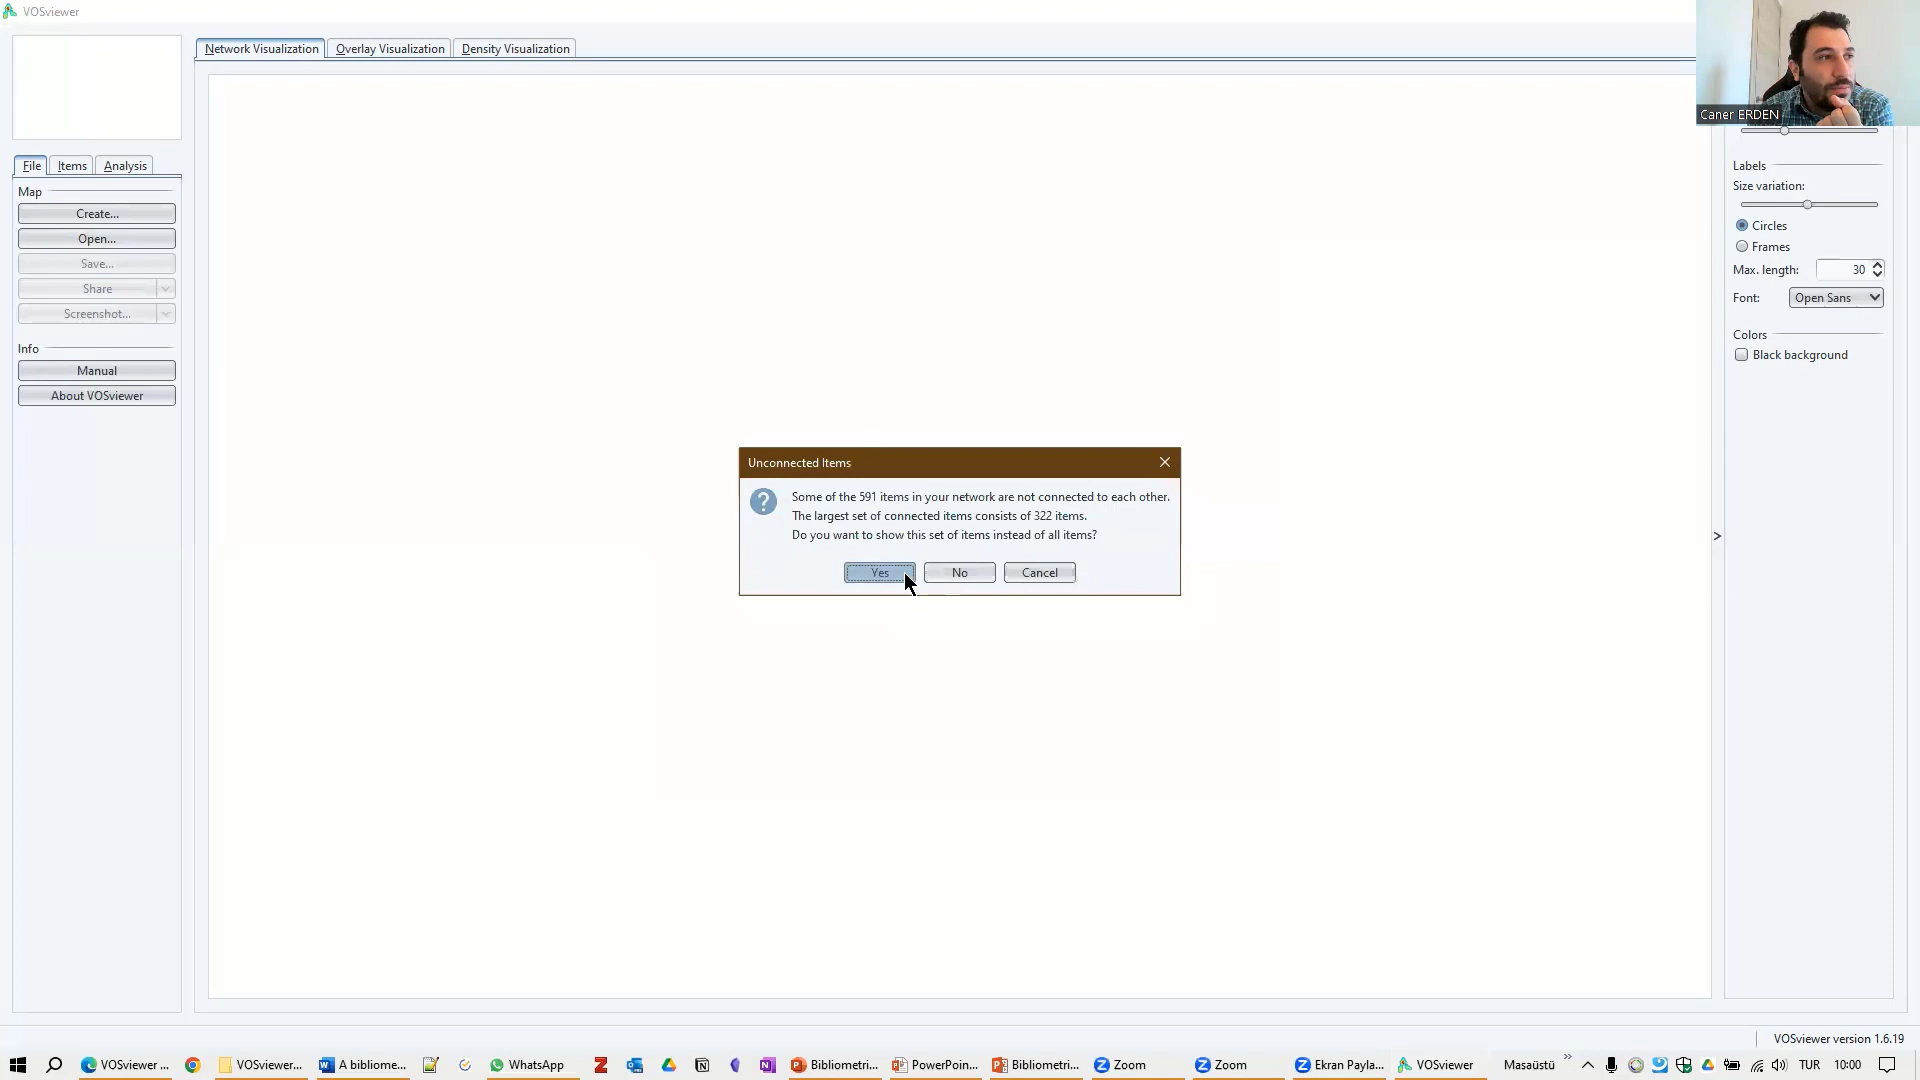 VOSviewer
Network Visualization
Overlay Visualization
Density Visualization
Caner ERDEN
File
Items
Analysis
Map
Create...
Open...
Save...
Share
Screenshot...
Info
Manual
About VOSviewer
Labels
Size variation:
Circles
Frames
Max. length:
30
Font:
Open Sans
Colors
Black background
Unconnected Items
Some of the 591 items in your network are not connected to each other.
The largest set of connected items consists of 322 items.
Do you want to show this set of items instead of all items?
Yes
No
Cancel
>
VOSviewer version 1.6.19
VOSviewer ...
VOSviewer...
A bibliome...
WhatsApp
Bibliometri...
PowerPoin...
Bibliometri...
Zoom
Zoom
Ekran Payla...
VOSviewer
Masaüstü
TUR
10:00